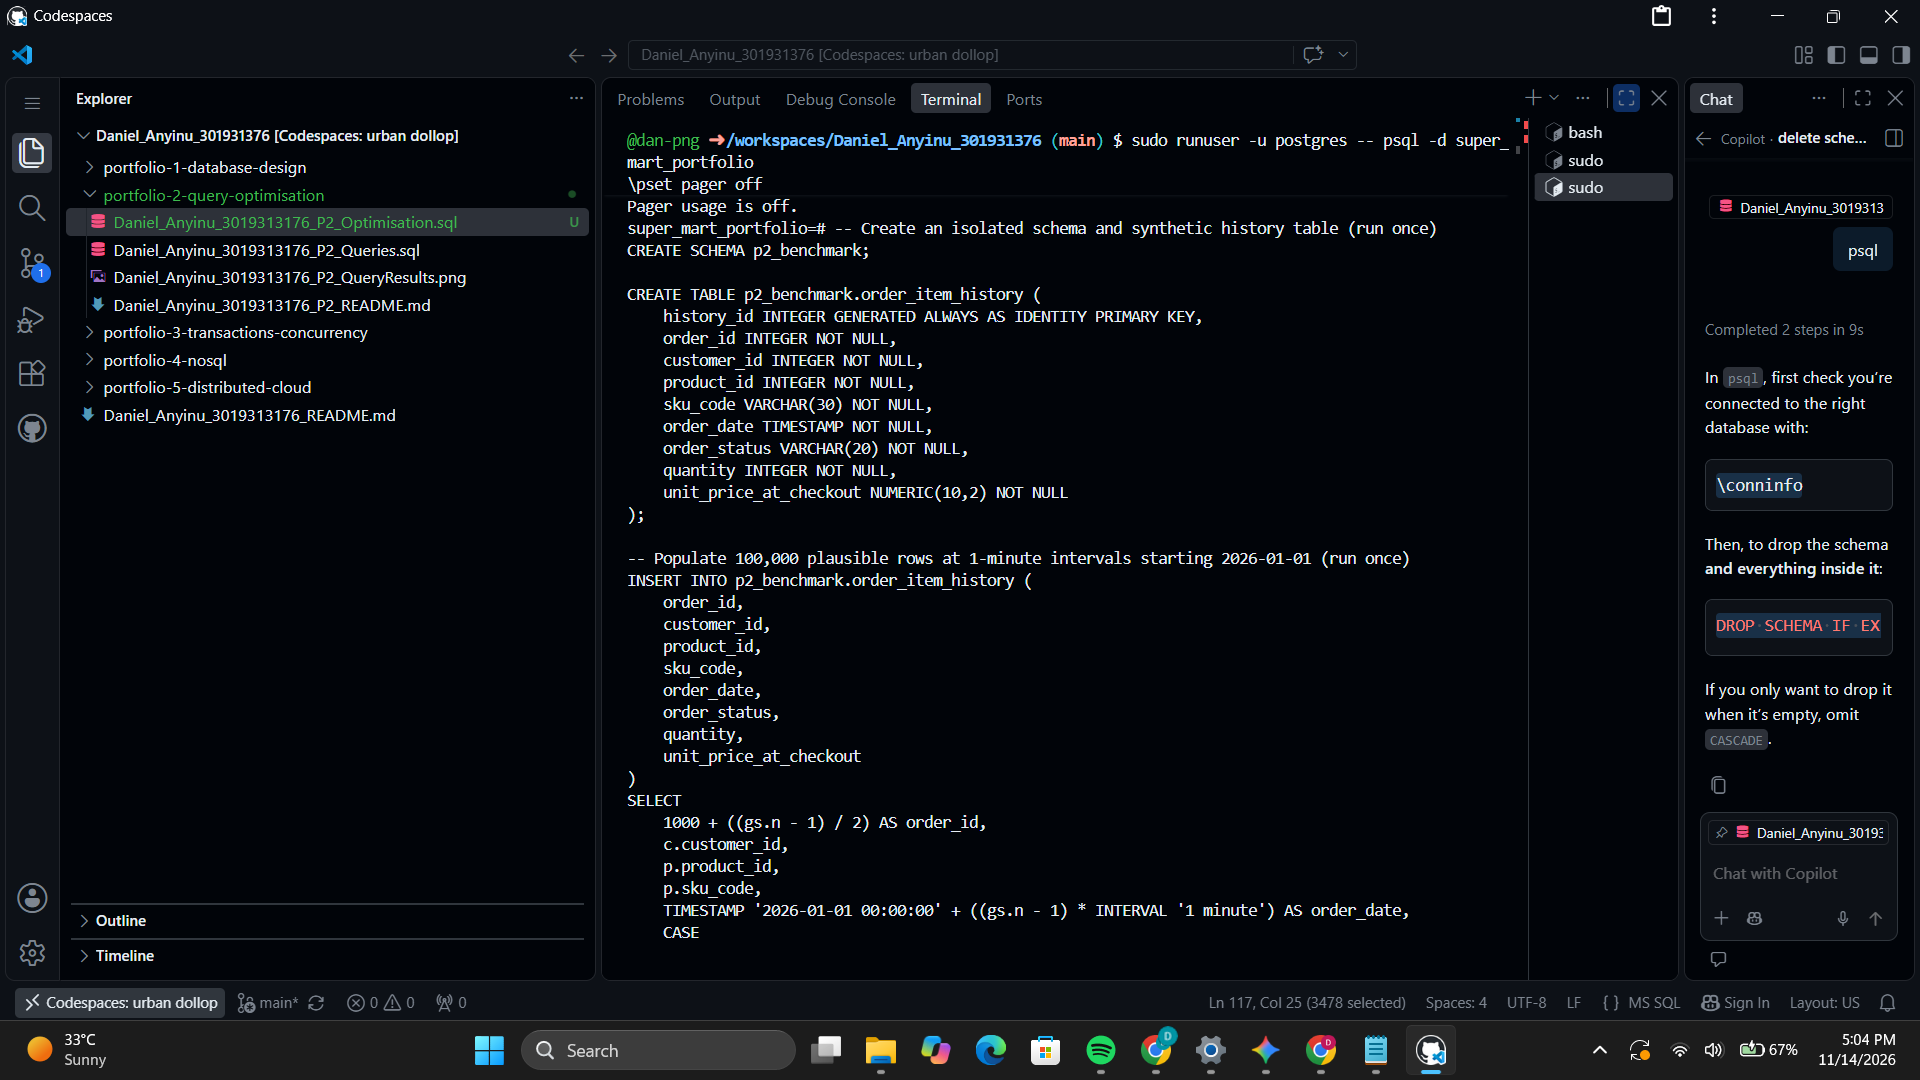 Codespaces
Daniel_Anyinu_301931376 [Codespaces: urban dollop]
Explorer
Daniel_Anyinu_301931376 [Codespaces: urban dollop]
portfolio-1-database-design
portfolio-2-query-optimisation
Daniel_Anyinu_3019313176_P2_Optimisation.sql U
Daniel_Anyinu_3019313176_P2_Queries.sql
Daniel_Anyinu_3019313176_P2_QueryResults.png
Daniel_Anyinu_3019313176_P2_README.md
portfolio-3-transactions-concurrency
portfolio-4-nosql
portfolio-5-distributed-cloud
Daniel_Anyinu_3019313176_README.md
1
Outline
Timeline
Problems Output Debug Console Terminal Ports
@dan-png ➜/workspaces/Daniel_Anyinu_301931376 (main) $ sudo runuser -u postgres -- psql -d super_
mart_portfolio
\pset pager off
Pager usage is off.
super_mart_portfolio=# -- Create an isolated schema and synthetic history table (run once)
CREATE SCHEMA p2_benchmark;
CREATE TABLE p2_benchmark.order_item_history (
history_id INTEGER GENERATED ALWAYS AS IDENTITY PRIMARY KEY,
order_id INTEGER NOT NULL,
customer_id INTEGER NOT NULL,
product_id INTEGER NOT NULL,
sku_code VARCHAR(30) NOT NULL,
order_date TIMESTAMP NOT NULL,
order_status VARCHAR(20) NOT NULL,
quantity INTEGER NOT NULL,
unit_price_at_checkout NUMERIC(10,2) NOT NULL
);
-- Populate 100,000 plausible rows at 1-minute intervals starting 2026-01-01 (run once)
INSERT INTO p2_benchmark.order_item_history (
order_id,
customer_id,
product_id,
sku_code,
order_date,
order_status,
quantity,
unit_price_at_checkout
)
SELECT
1000 + ((gs.n - 1) / 2) AS order_id,
c.customer_id,
p.product_id,
p.sku_code,
TIMESTAMP '2026-01-01 00:00:00' + ((gs.n - 1) * INTERVAL '1 minute') AS order_date,
CASE
bash
sudo
sudo
Chat
Copilot · delete sche...
Daniel_Anyinu_3019313
psql
Completed 2 steps in 9s
In psql, first check you're
connected to the right
database with:
\conninfo
Then, to drop the schema
and everything inside it:
DROP SCHEMA IF EX
If you only want to drop it
when it's empty, omit
CASCADE.
Daniel_Anyinu_30193
Chat with Copilot
Codespaces: urban dollop main* 0 0 0
Ln 117, Col 25 (3478 selected) Spaces: 4 UTF-8 LF {} MS SQL Sign In Layout: US
33°C
Sunny
Search
D
D
67%
5:04 PM
11/14/2026